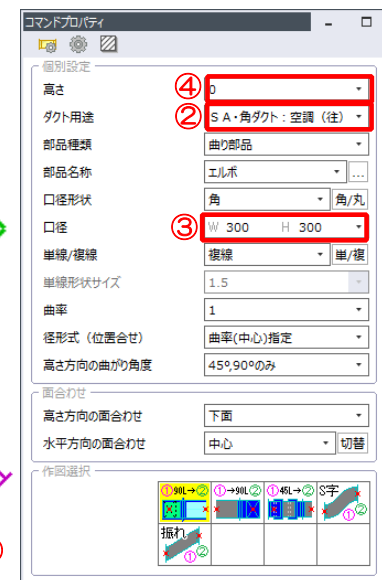 コマンドプロパティ
個別設定
高さ ④ 0
ダクト用途 ② SA・角ダクト:空調(往)
部品種類 曲り部品
部品名称 エルボ ...
口径形状 角 角/丸
口径 ③ W 300 H 300
単線/複線 複線 単/複
単線形状サイズ 1.5
曲率 1
径形式(位置合せ) 曲率(中心)指定
高さ方向の曲がり角度 45º,90ºのみ
面合わせ
高さ方向の面合わせ 下面
水平方向の面合わせ 中心 切替
作図選択
①90L→② ①→90L② ①45L→② S字 ①②
振れ ①②